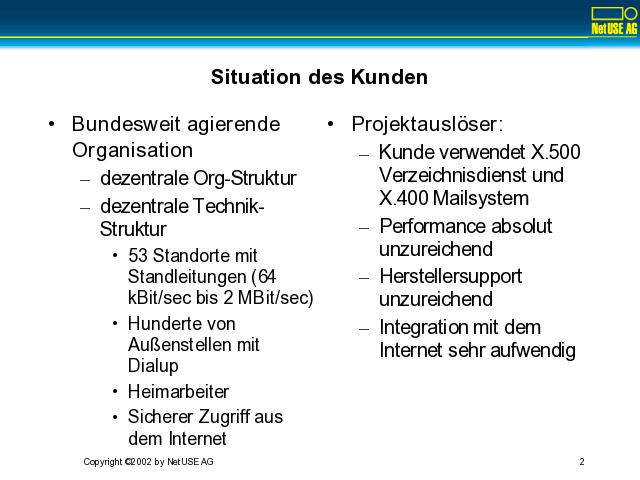 NetUSE AG
Situation des Kunden
• Bundesweit agierende
Organisation
– dezentrale Org-Struktur
– dezentrale Technik-
Struktur
• 53 Standorte mit
Standleitungen (64
kBit/sec bis 2 MBit/sec)
• Hunderte von
Außenstellen mit
Dialup
• Heimarbeiter
• Sicherer Zugriff aus
dem Internet
• Projektauslöser:
– Kunde verwendet X.500
Verzeichnisdienst und
X.400 Mailsystem
– Performance absolut
unzureichend
– Herstellersupport
unzureichend
– Integration mit dem
Internet sehr aufwendig
Copyright ©2002 by NetUSE AG
2